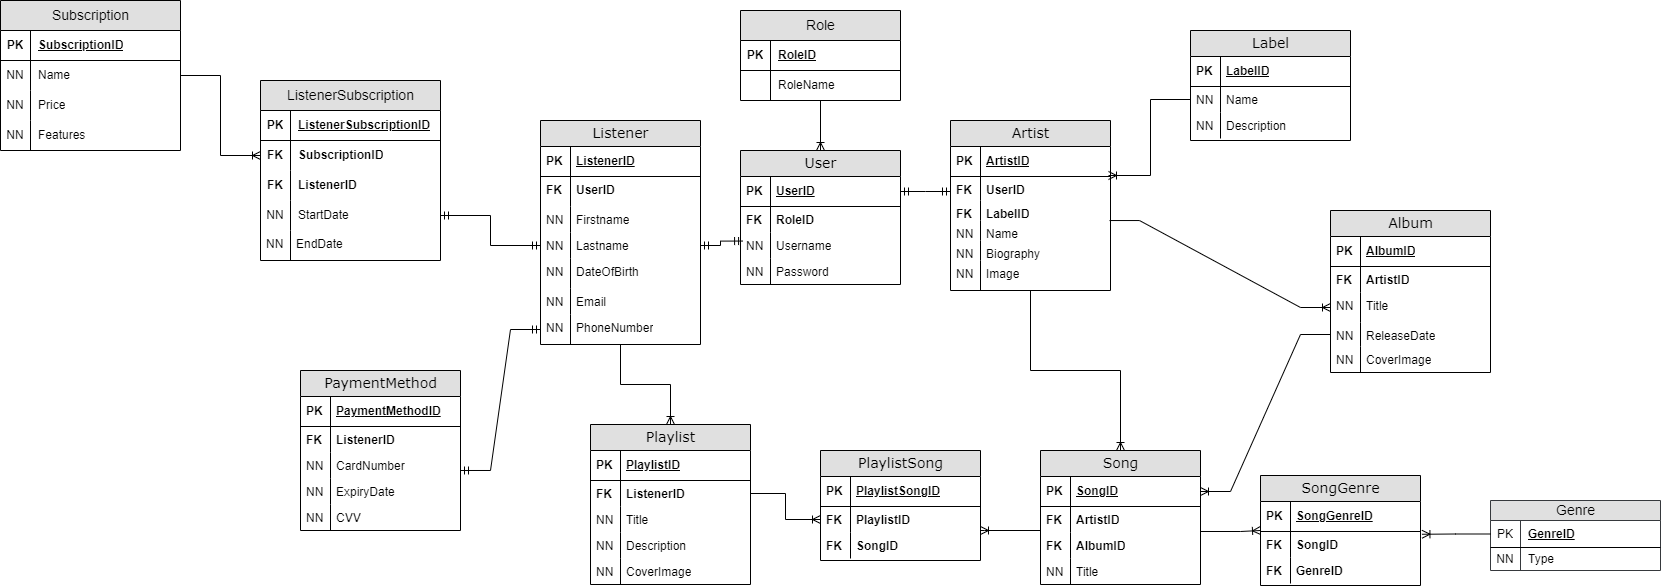 Subscription
PK SubscriptionID
NN Name
NN Price
NN Features
ListenerSubscription
PK ListenerSubscriptionID
FK SubscriptionID
FK ListenerID
NN StartDate
NN EndDate
Listener
PK ListenerID
FK UserID
NN Firstname
NN Lastname
NN DateOfBirth
NN Email
NN PhoneNumber
Role
PK RoleID
RoleName
User
PK UserID
FK RoleID
NN Username
NN Password
Artist
PK ArtistID
FK UserID
FK LabelID
NN Name
NN Biography
NN Image
Label
PK LabelID
NN Name
NN Description
Album
PK AlbumID
FK ArtistID
NN Title
NN ReleaseDate
NN CoverImage
PaymentMethod
PK PaymentMethodID
FK ListenerID
NN CardNumber
NN ExpiryDate
NN CVV
Playlist
PK PlaylistID
FK ListenerID
NN Title
NN Description
NN CoverImage
PlaylistSong
PK PlaylistSongID
FK PlaylistID
FK SongID
Song
PK SongID
FK ArtistID
FK AlbumID
NN Title
SongGenre
PK SongGenreID
FK SongID
FK GenreID
Genre
PK GenreID
NN Type